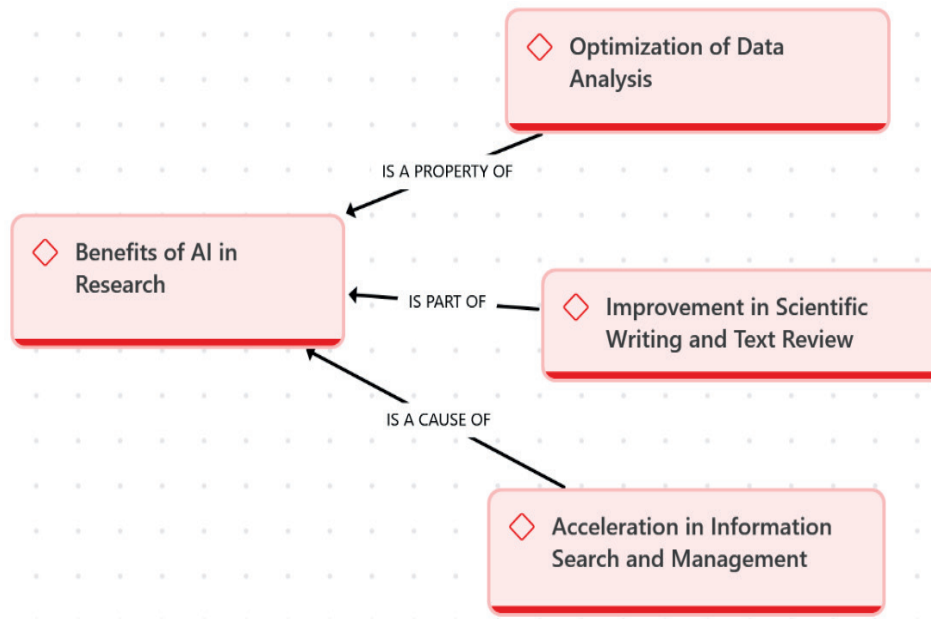 Optimization of Data
Analysis
IS A PROPERTY OF
Benefits of AI in
Research
IS PART OF
Improvement in Scientific
Writing and Text Review
IS A CAUSE OF
Acceleration in Information
Search and Management